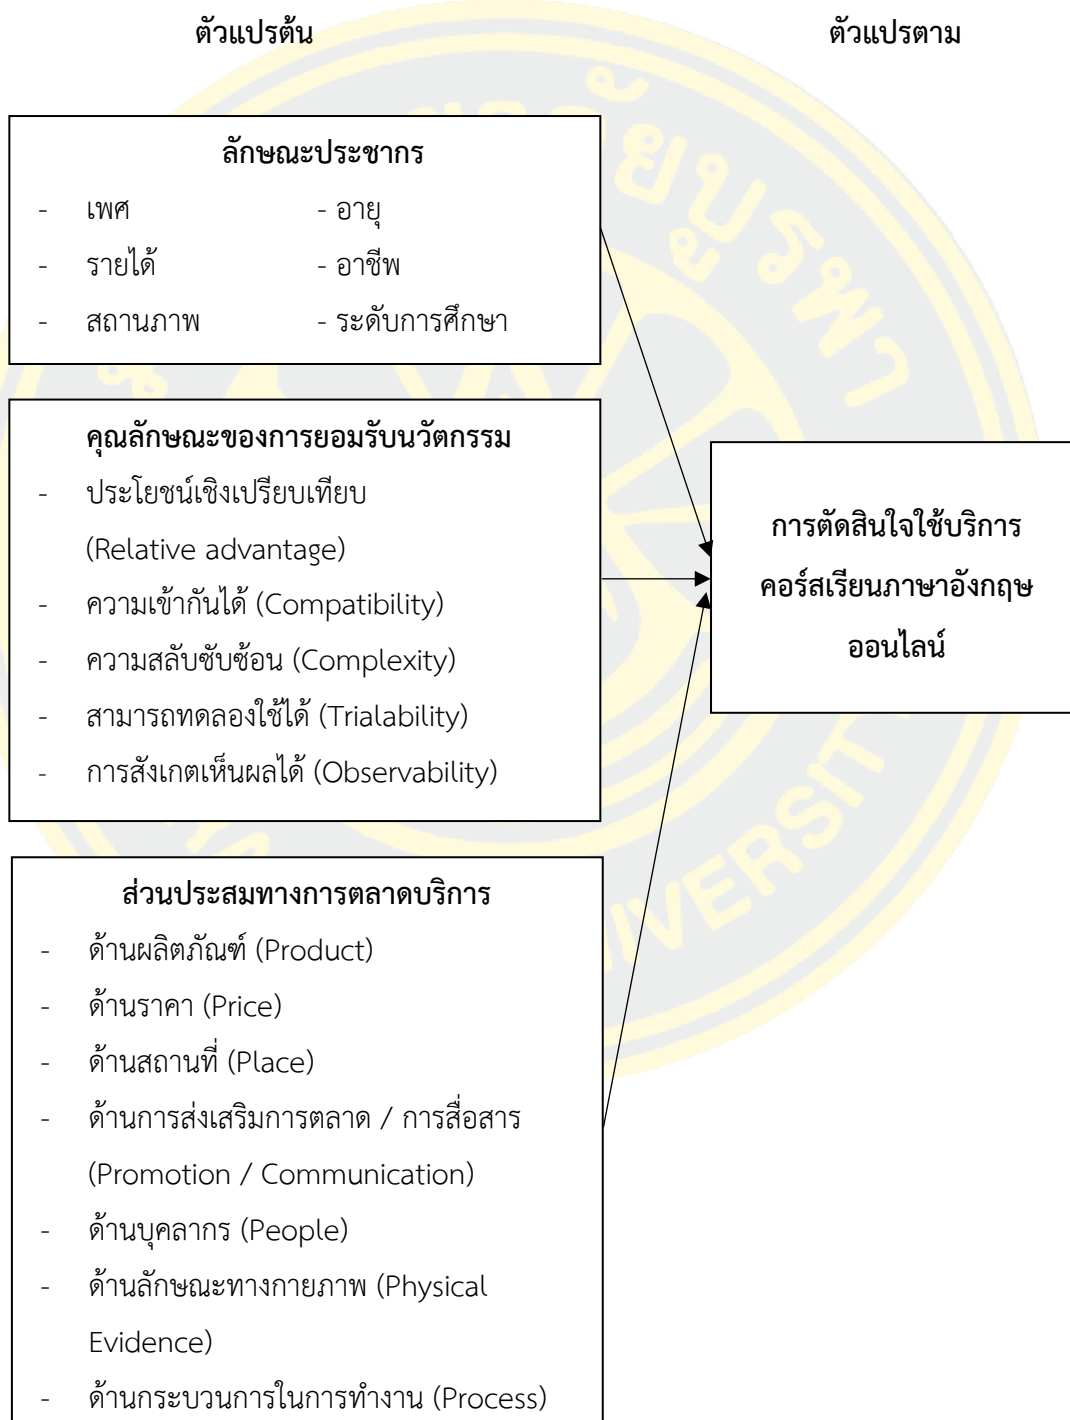 ตัวแปรต้น ตัวแปรตาม
ลักษณะประชากร
- เพศ - อายุ
- รายได้ - อาชีพ
- สถานภาพ - ระดับการศึกษา
คุณลักษณะของการยอมรับนวัตกรรม
- ประโยชน์เชิงเปรียบเทียบ
(Relative advantage)
- ความเข้ากันได้ (Compatibility)
- ความสลับซับซ้อน (Complexity)
- สามารถทดลองใช้ได้ (Trialability)
- การสังเกตเห็นผลได้ (Observability)
การตัดสินใจใช้บริการ
คอร์สเรียนภาษาอังกฤษ
ออนไลน์
ส่วนประสมทางการตลาดบริการ
- ด้านผลิตภัณฑ์ (Product)
- ด้านราคา (Price)
- ด้านสถานที่ (Place)
- ด้านการส่งเสริมการตลาด / การสื่อสาร
(Promotion / Communication)
- ด้านบุคลากร (People)
- ด้านลักษณะทางกายภาพ (Physical
Evidence)
- ด้านกระบวนการในการทำงาน (Process)